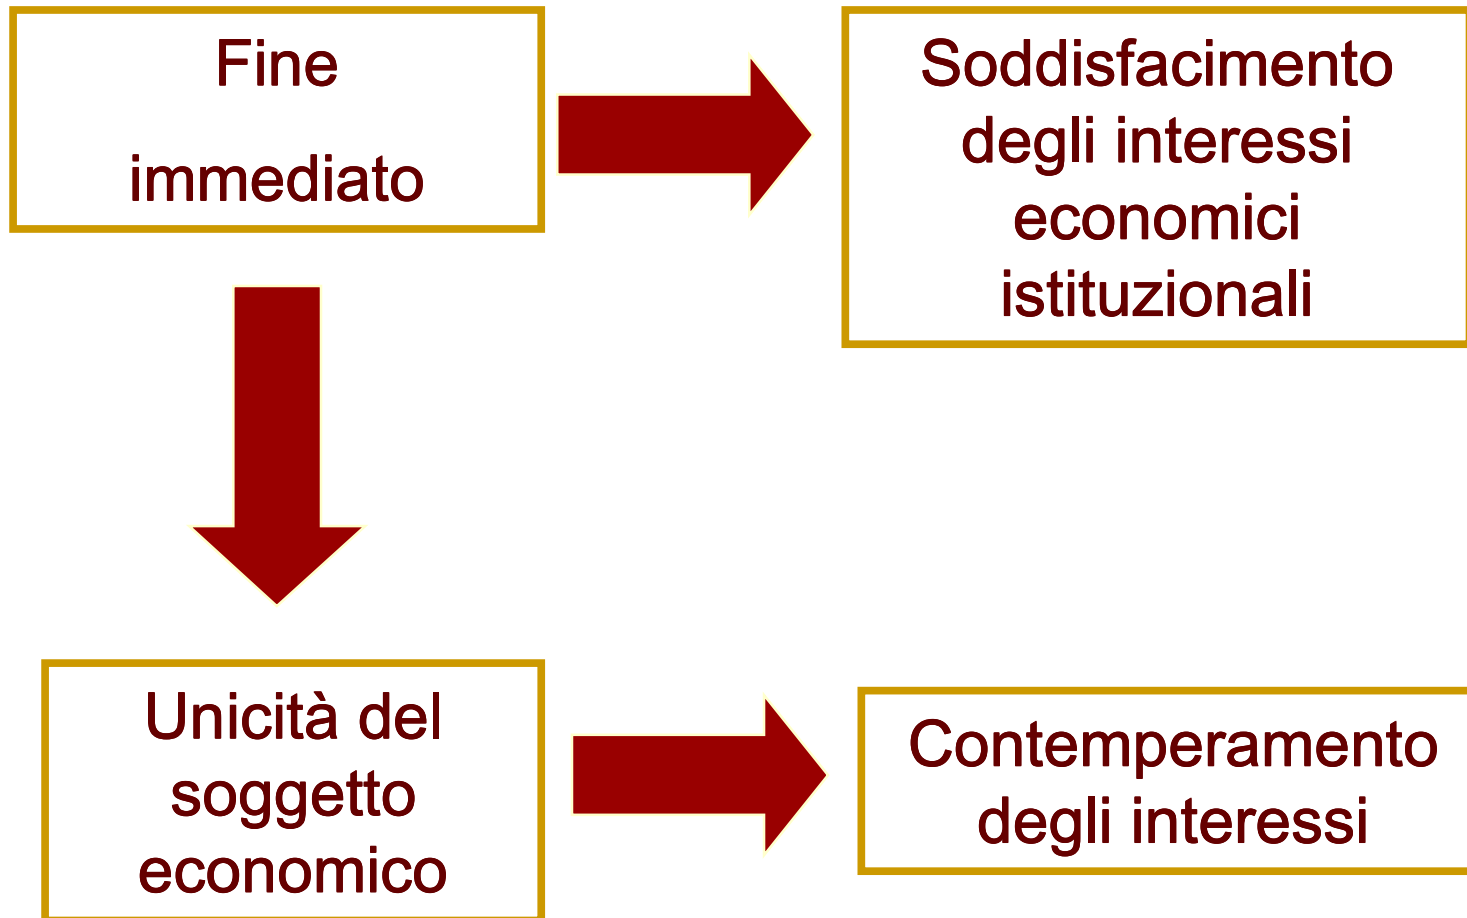 Fine
immediato
Soddisfacimento
degli interessi
economici
istituzionali
Unicità del
soggetto
economico
Contemperamento
degli interessi